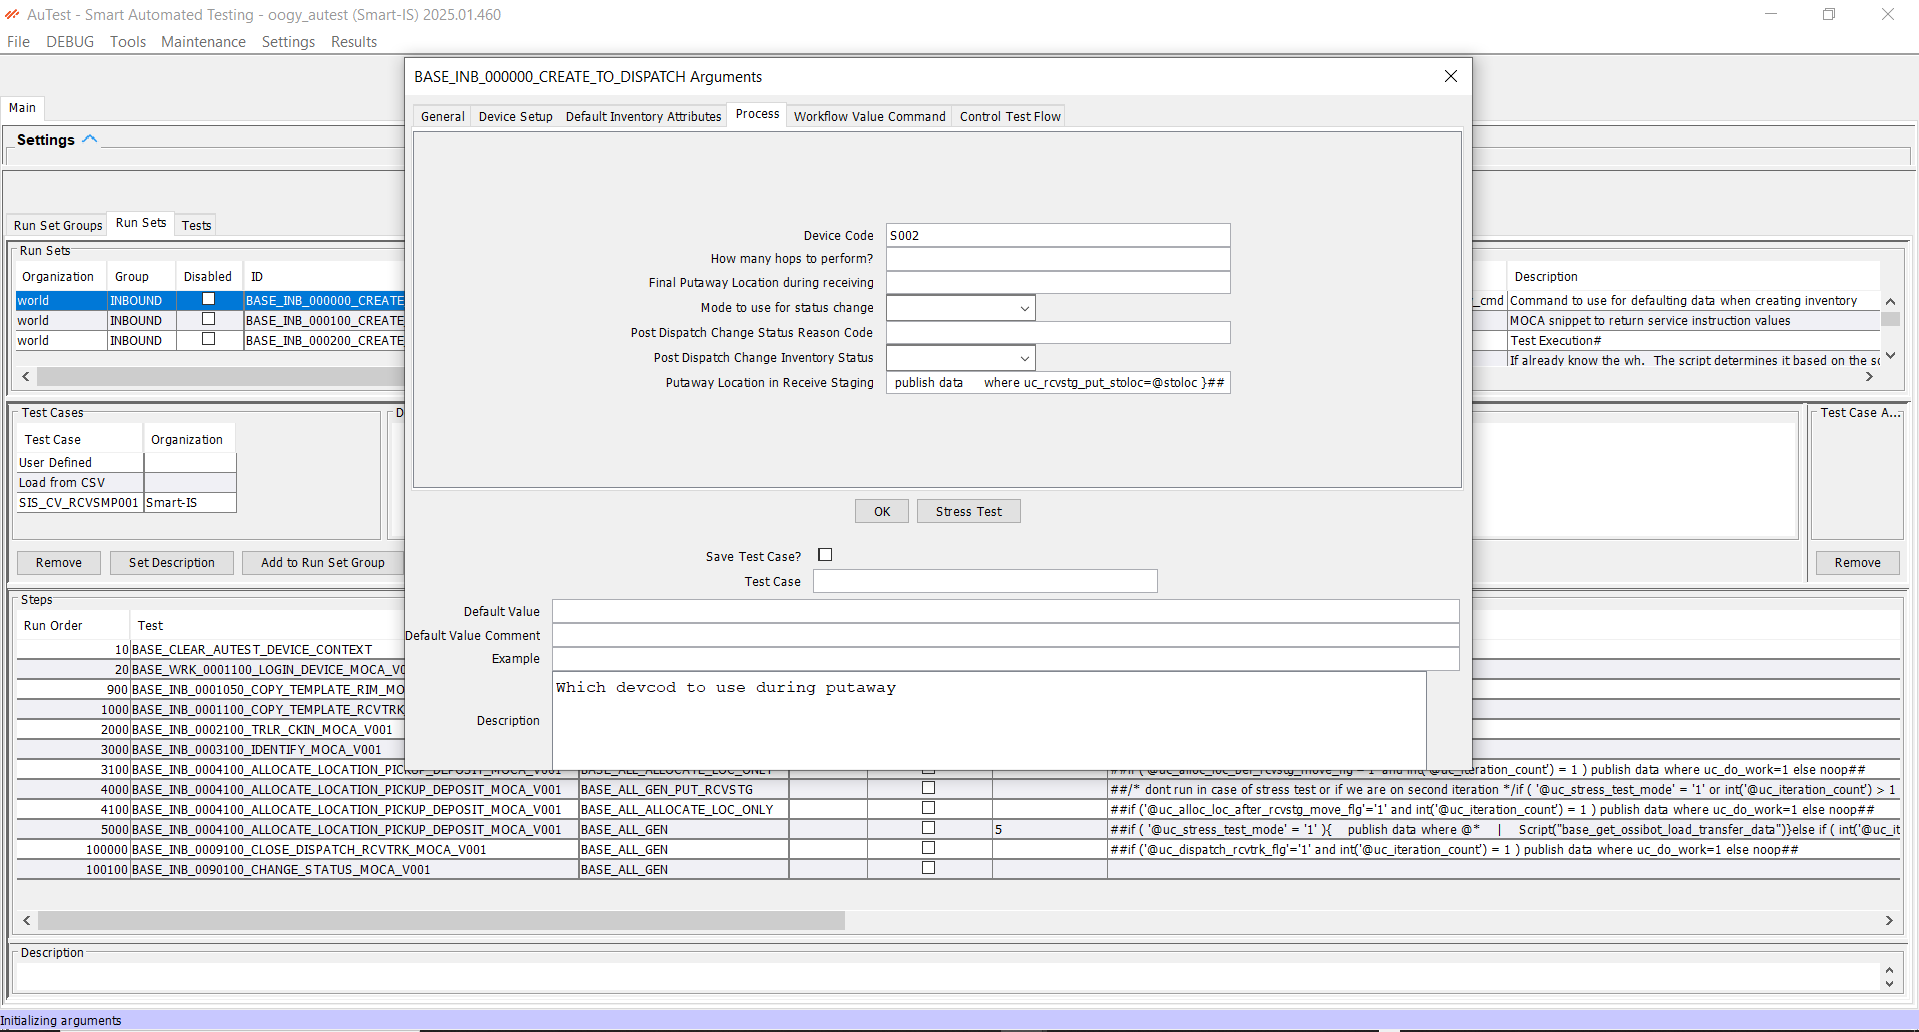 AuTest - Smart Automated Testing - oogy_autest (Smart-IS) 2025.01.460
File DEBUG Tools Maintenance Settings Results
BASE_INB_000000_CREATE_TO_DISPATCH Arguments
Main
General Device Setup Default Inventory Attributes Process Workflow Value Command Control Test Flow
Settings
Run Set Groups Run Sets Tests
Run Sets
Organization Group Disabled ID Description
world INBOUND BASE_INB_000000_CREATE _cmd Command to use for defaulting data when creating inventory
world INBOUND BASE_INB_000100_CREATE MOCA snippet to return service instruction values
world INBOUND BASE_INB_000200_CREATE Test Execution#
If already know the wh. The script determines it based on the sc
Device Code S002
How many hops to perform?
Final Putaway Location during receiving
Mode to use for status change
Post Dispatch Change Status Reason Code
Post Dispatch Change Inventory Status
Putaway Location in Receive Staging publish data where uc_rcvstg_put_stoloc=@stoloc }##
Test Cases D Test Case A...
Test Case Organization
User Defined
Load from CSV
SIS_CV_RCVSMP001 Smart-IS
OK Stress Test
Remove Set Description Add to Run Set Group Remove
Save Test Case?
Test Case
Default Value
Default Value Comment
Example
Description Which devcod to use during putaway
Steps
Run Order Test
10 BASE_CLEAR_AUTEST_DEVICE_CONTEXT
20 BASE_WRK_0001100_LOGIN_DEVICE_MOCA_V0
900 BASE_INB_0001050_COPY_TEMPLATE_RIM_MO
1000 BASE_INB_0001100_COPY_TEMPLATE_RCVTRK
2000 BASE_INB_0002100_TRLR_CKIN_MOCA_V001
3000 BASE_INB_0003100_IDENTIFY_MOCA_V001
3100 BASE_INB_0004100_ALLOCATE_LOCATION_PICKUP_DEPOSIT_MOCA_V001 BASE_ALL_ALLOCATE_LOC_ONLY ##if ( '@uc_alloc_loc_bef_rcvstg_move_flg'='1' and int('@uc_iteration_count') = 1 ) publish data where uc_do_work=1 else noop##
4000 BASE_INB_0004100_ALLOCATE_LOCATION_PICKUP_DEPOSIT_MOCA_V001 BASE_ALL_GEN_PUT_RCVSTG ##/* dont run in case of stress test or if we are on second iteration */if ( '@uc_stress_test_mode' = '1' or int('@uc_iteration_count') > 1
4100 BASE_INB_0004100_ALLOCATE_LOCATION_PICKUP_DEPOSIT_MOCA_V001 BASE_ALL_ALLOCATE_LOC_ONLY ##if ('@uc_alloc_loc_after_rcvstg_move_flg'='1' and int('@uc_iteration_count') = 1 ) publish data where uc_do_work=1 else noop##
5000 BASE_INB_0004100_ALLOCATE_LOCATION_PICKUP_DEPOSIT_MOCA_V001 BASE_ALL_GEN 5 ##if ( '@uc_stress_test_mode' = '1' ){ publish data where @* | Script("base_get_ossibot_load_transfer_data")}else if ( int('@uc_it
100000 BASE_INB_0009100_CLOSE_DISPATCH_RCVTRK_MOCA_V001 BASE_ALL_GEN ##if ('@uc_dispatch_rcvtrk_flg'='1' and int('@uc_iteration_count') = 1 ) publish data where uc_do_work=1 else noop##
100100 BASE_INB_0090100_CHANGE_STATUS_MOCA_V001 BASE_ALL_GEN
Description
Initializing arguments